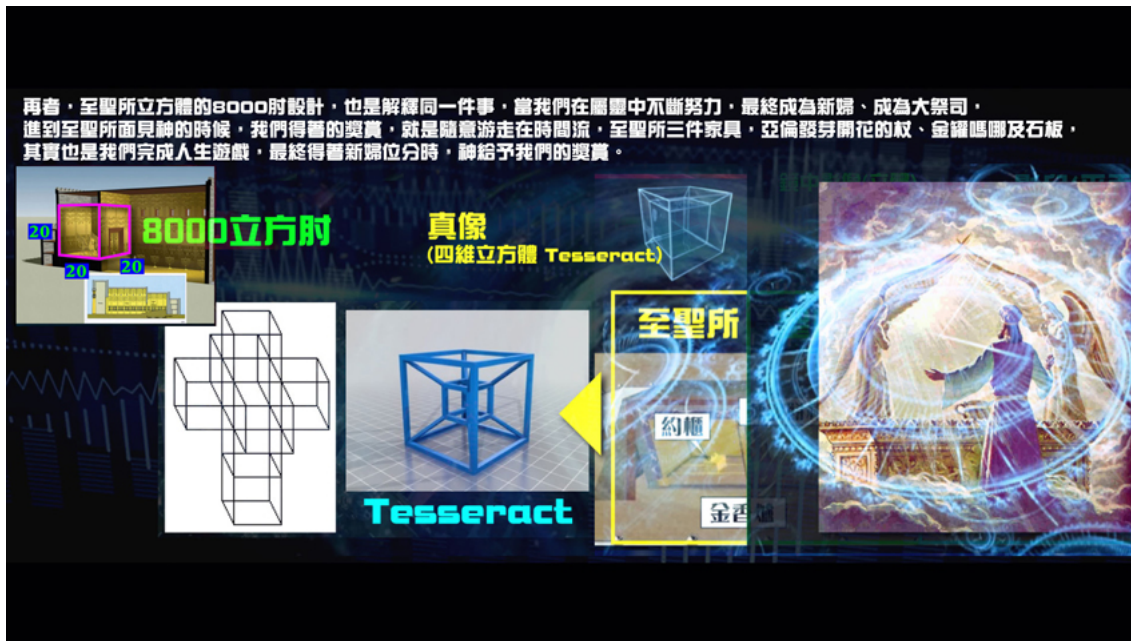 再者，至聖所立方體的8000肘設計，也是解釋同一件事，當我們在屬靈中不斷努力，最終成為新婦、成為大祭司，
進到至聖所面見神的時候，我們得著的獎賞，就是隨意游走在時間流，至聖所三件家具，亞倫發芽開花的杖、金罐嗎哪及石板，
其實也是我們完成人生遊戲，最終得著新婦位分時，神給予我們的獎賞。
20
20
20
8000立方肘
真像
(四維立方體 Tesseract)
至聖所
約櫃
金香
Tesseract